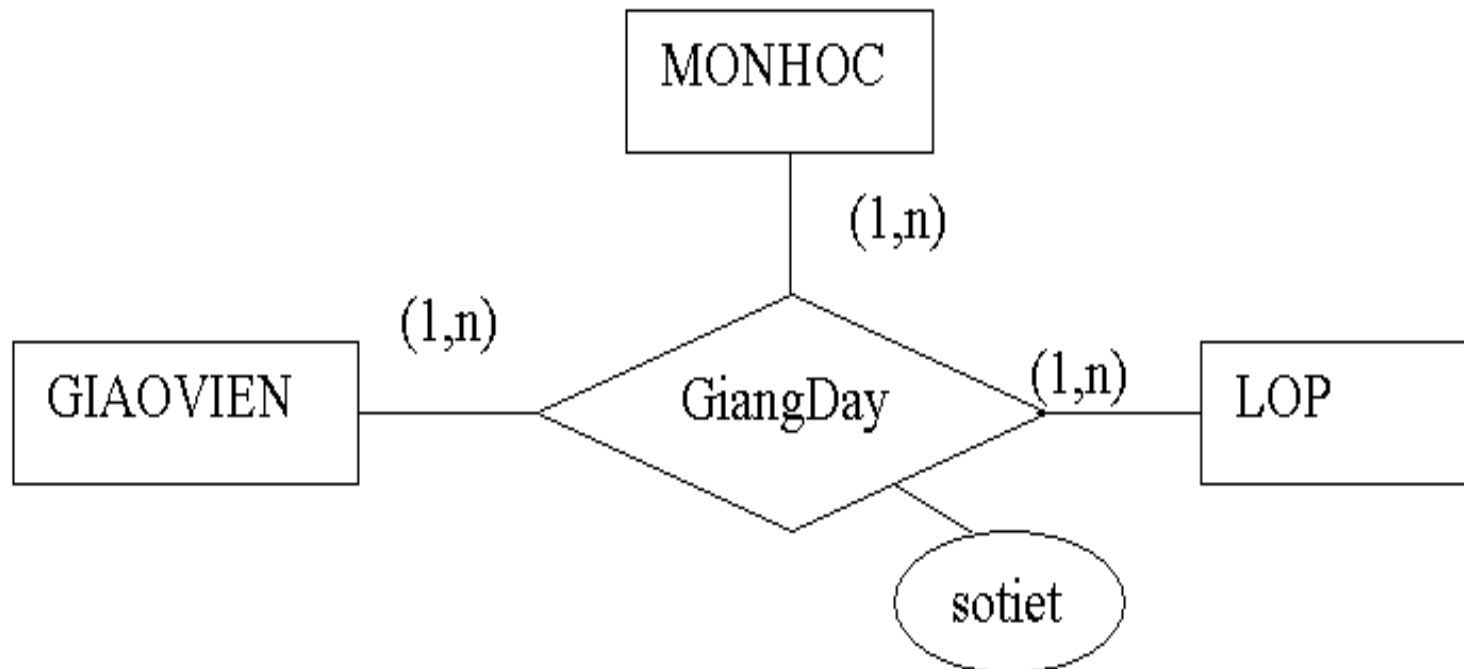 MONHOC
(1,n)
(1,n)
GIAOVIEN
GiangDay
(1,n)
LOP
sotiet